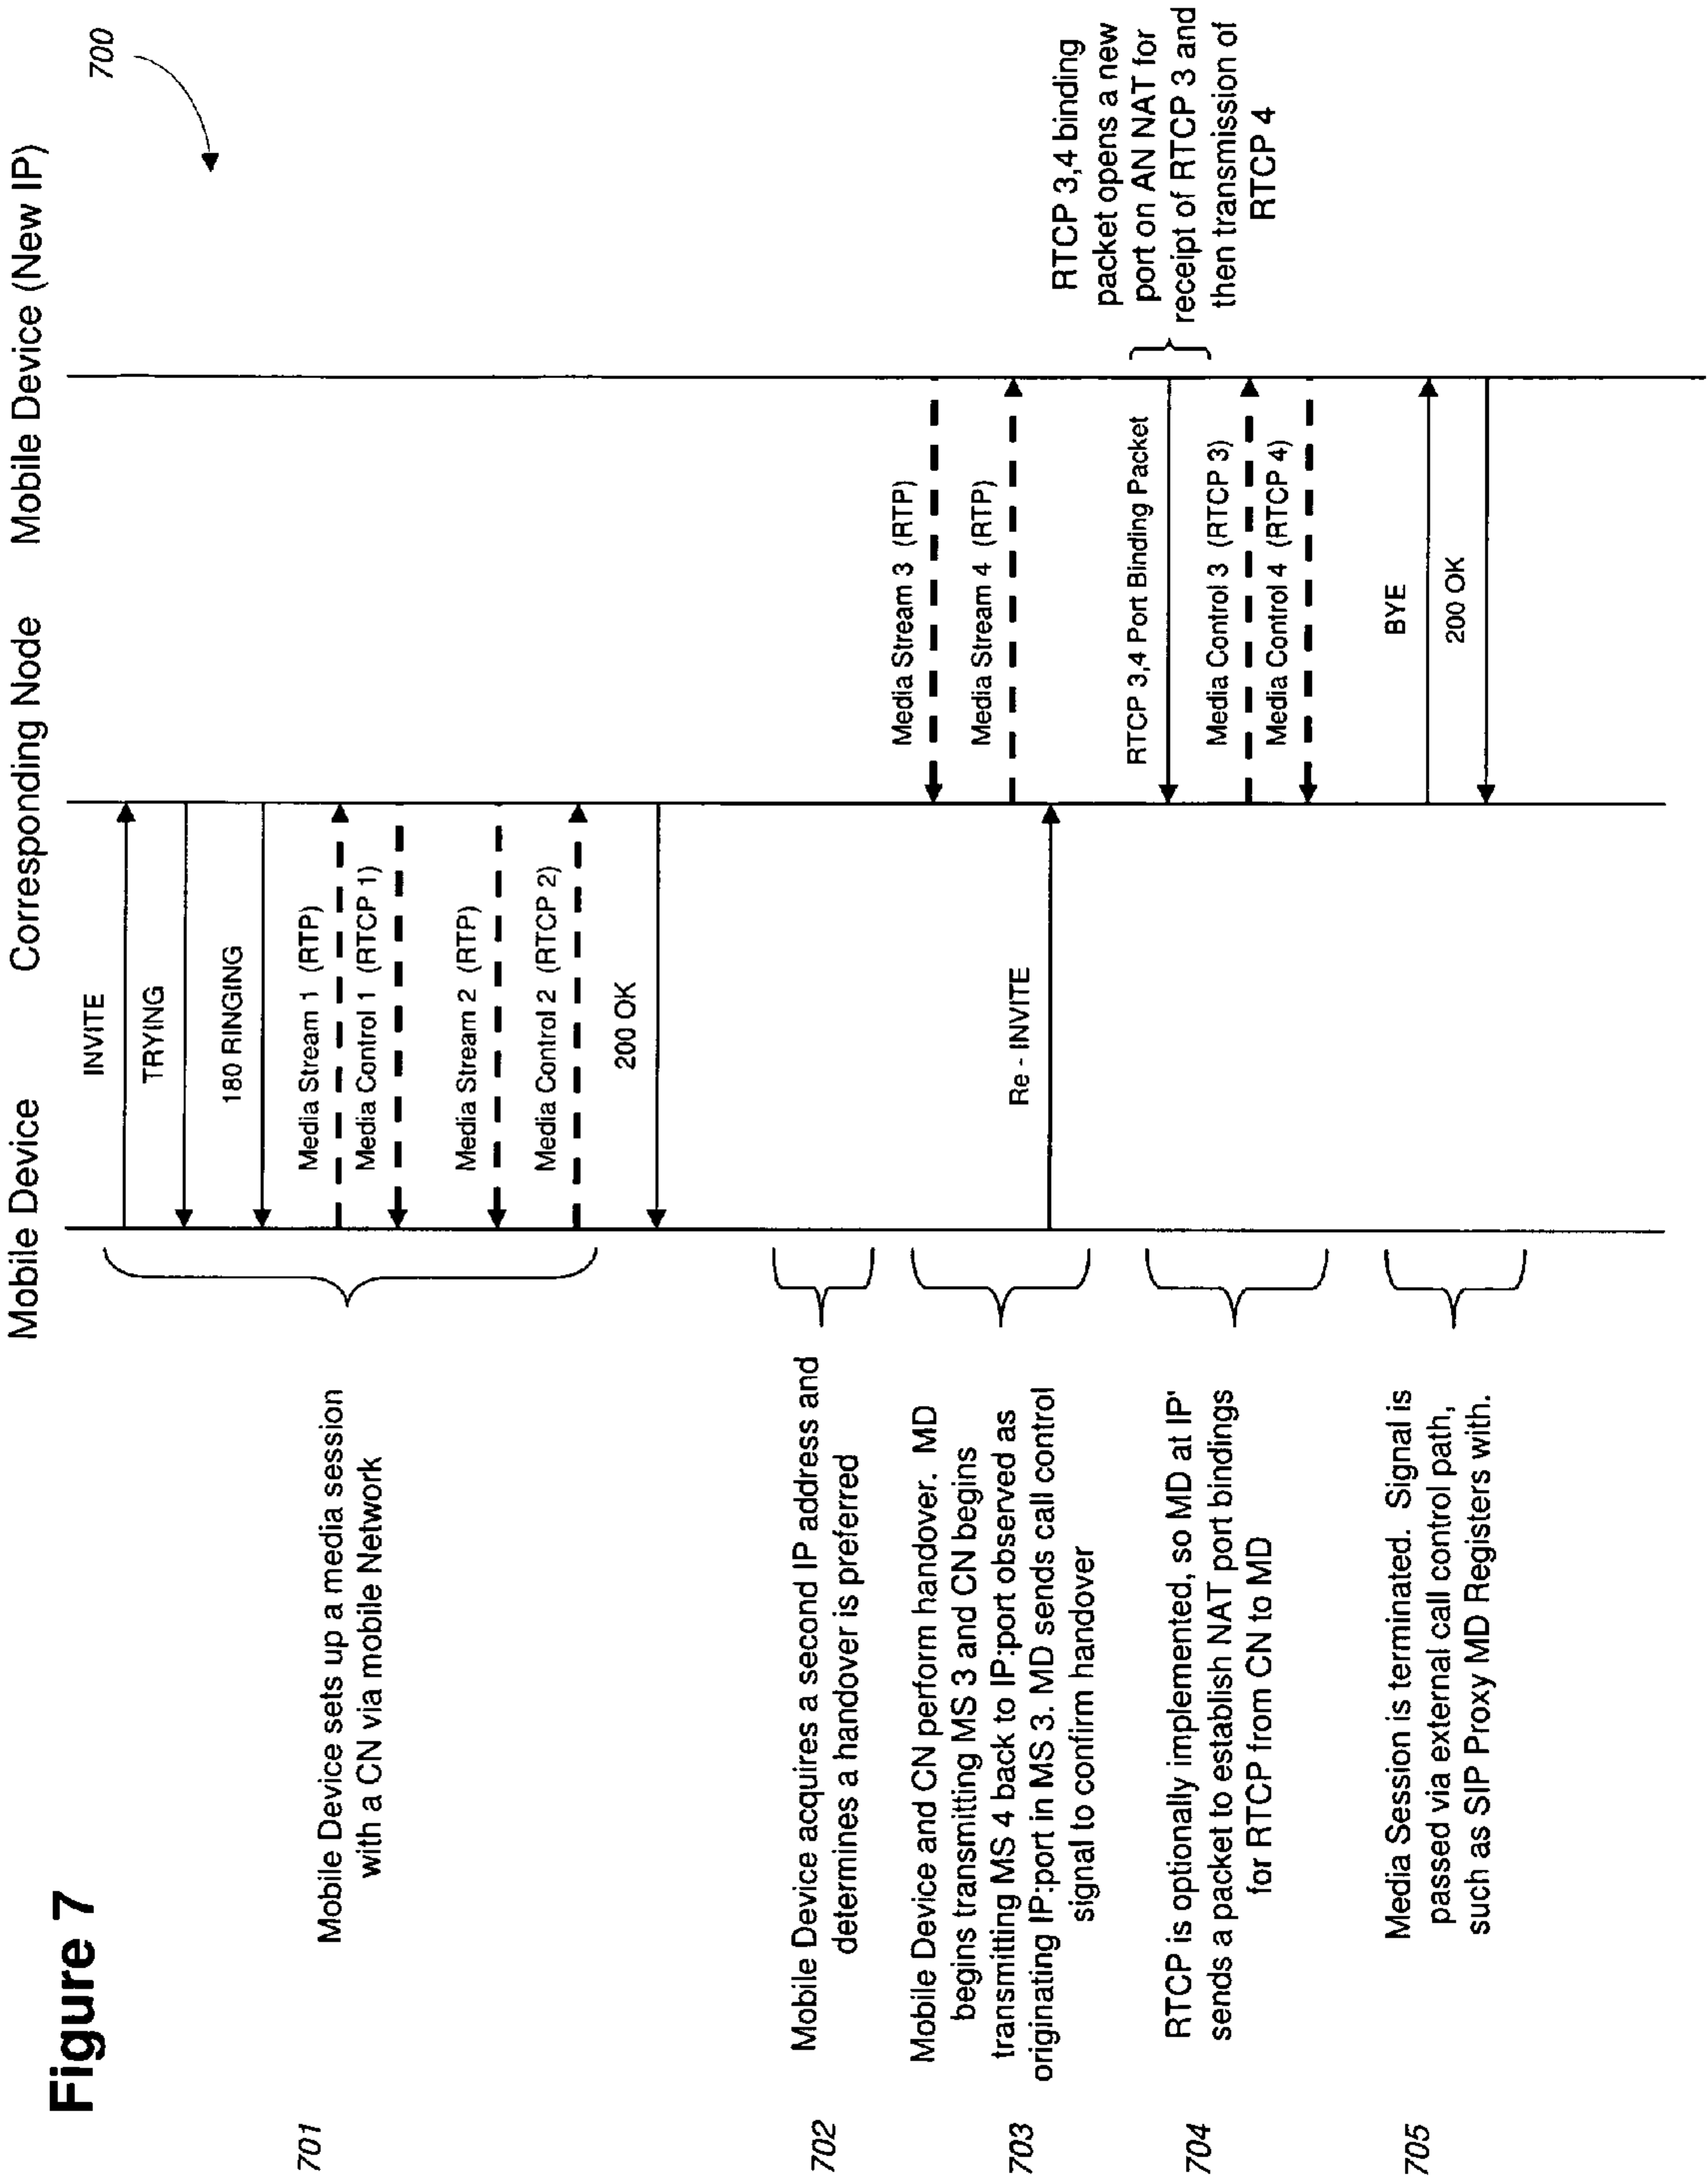 Figure 7
700
Mobile Device
Corresponding Node
Mobile Device (New IP)
701
Mobile Device sets up a media session
with a CN via mobile Network
INVITE
TRYING
180 RINGING
Media Stream 1 (RTP)
Media Control 1 (RTCP 1)
Media Stream 2 (RTP)
Media Control 2 (RTCP 2)
200 OK
702
Mobile Device acquires a second IP address and
determines a handover is preferred
703
Mobile Device and CN perform handover. MD
begins transmitting MS 3 and CN begins
transmitting MS 4 back to IP:port observed as
originating IP:port in MS 3. MD sends call control
signal to confirm handover
Media Stream 3 (RTP)
Media Stream 4 (RTP)
Re - INVITE
704
RTCP is optionally implemented, so MD at IP'
sends a packet to establish NAT port bindings
for RTCP from CN to MD
RTCP 3,4 Port Binding Packet
Media Control 3 (RTCP 3)
Media Control 4 (RTCP 4)
RTCP 3,4 binding
packet opens a new
port on AN NAT for
receipt of RTCP 3 and
then transmission of
RTCP 4
705
Media Session is terminated. Signal is
passed via external call control path,
such as SIP Proxy MD Registers with.
BYE
200 OK